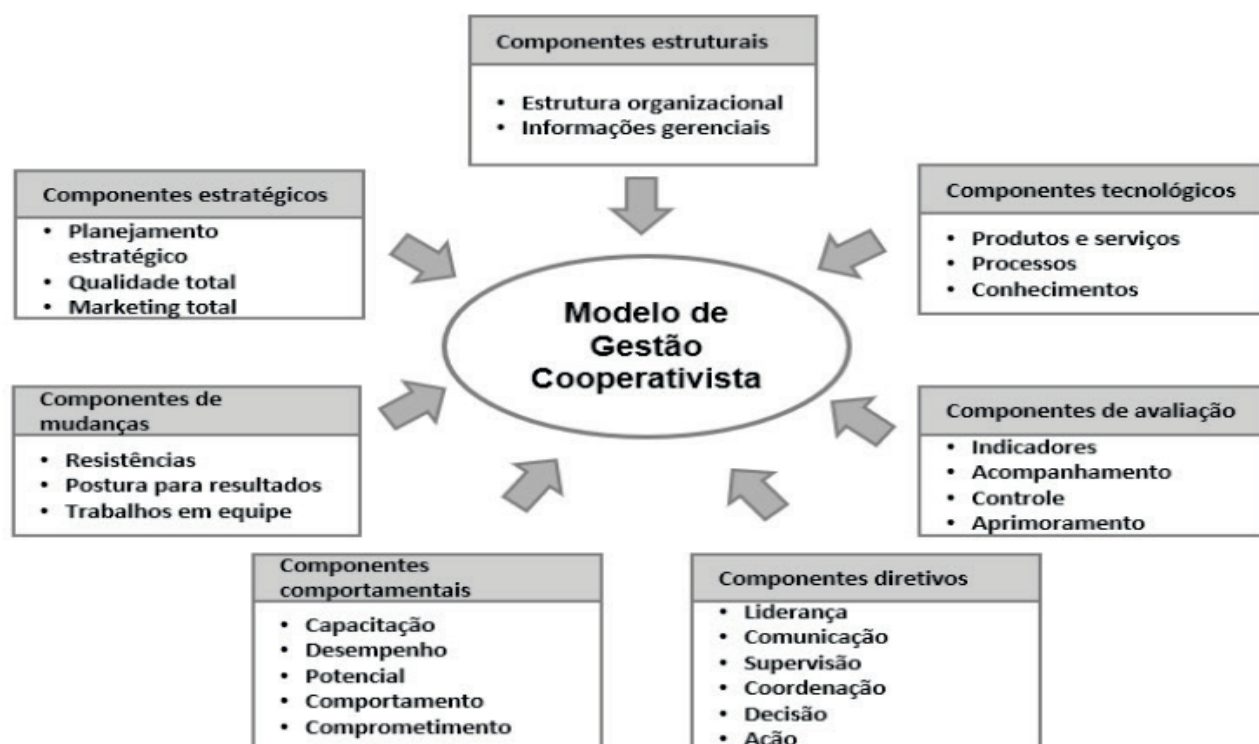 Componentes estruturais
• Estrutura organizacional
• Informações gerenciais
Componentes estratégicos
• Planejamento
estratégico
• Qualidade total
• Marketing total
Componentes tecnológicos
• Produtos e serviços
• Processos
• Conhecimentos
Modelo de
Gestão
Cooperativista
Componentes de
mudanças
• Resistências
• Postura para resultados
• Trabalhos em equipe
Componentes de avaliação
• Indicadores
• Acompanhamento
• Controle
• Aprimoramento
Componentes
comportamentais
• Capacitação
• Desempenho
• Potencial
• Comportamento
• Comprometimento
Componentes diretivos
• Liderança
• Comunicação
• Supervisão
• Coordenação
• Decisão
• Ação